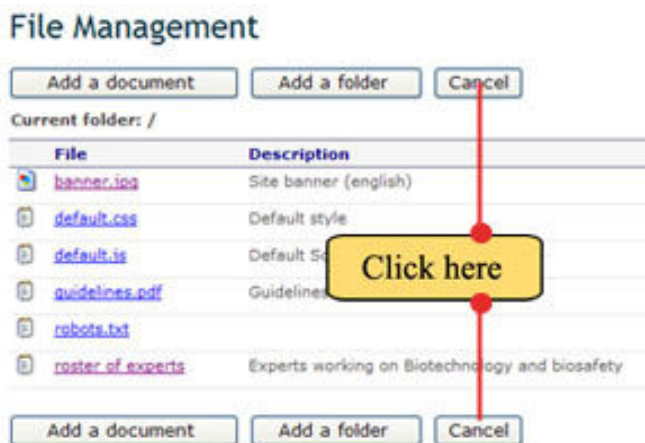 File Management
Add a document Add a folder Cancel
Current folder: /
File Description
banner.jpg Site banner (english)
default.css Default style
default.js Default
Click here
guidelines.pdf Guidelines
robots.txt
roster of experts Experts working on Biotechnology and biosafety
Add a document Add a folder Cancel